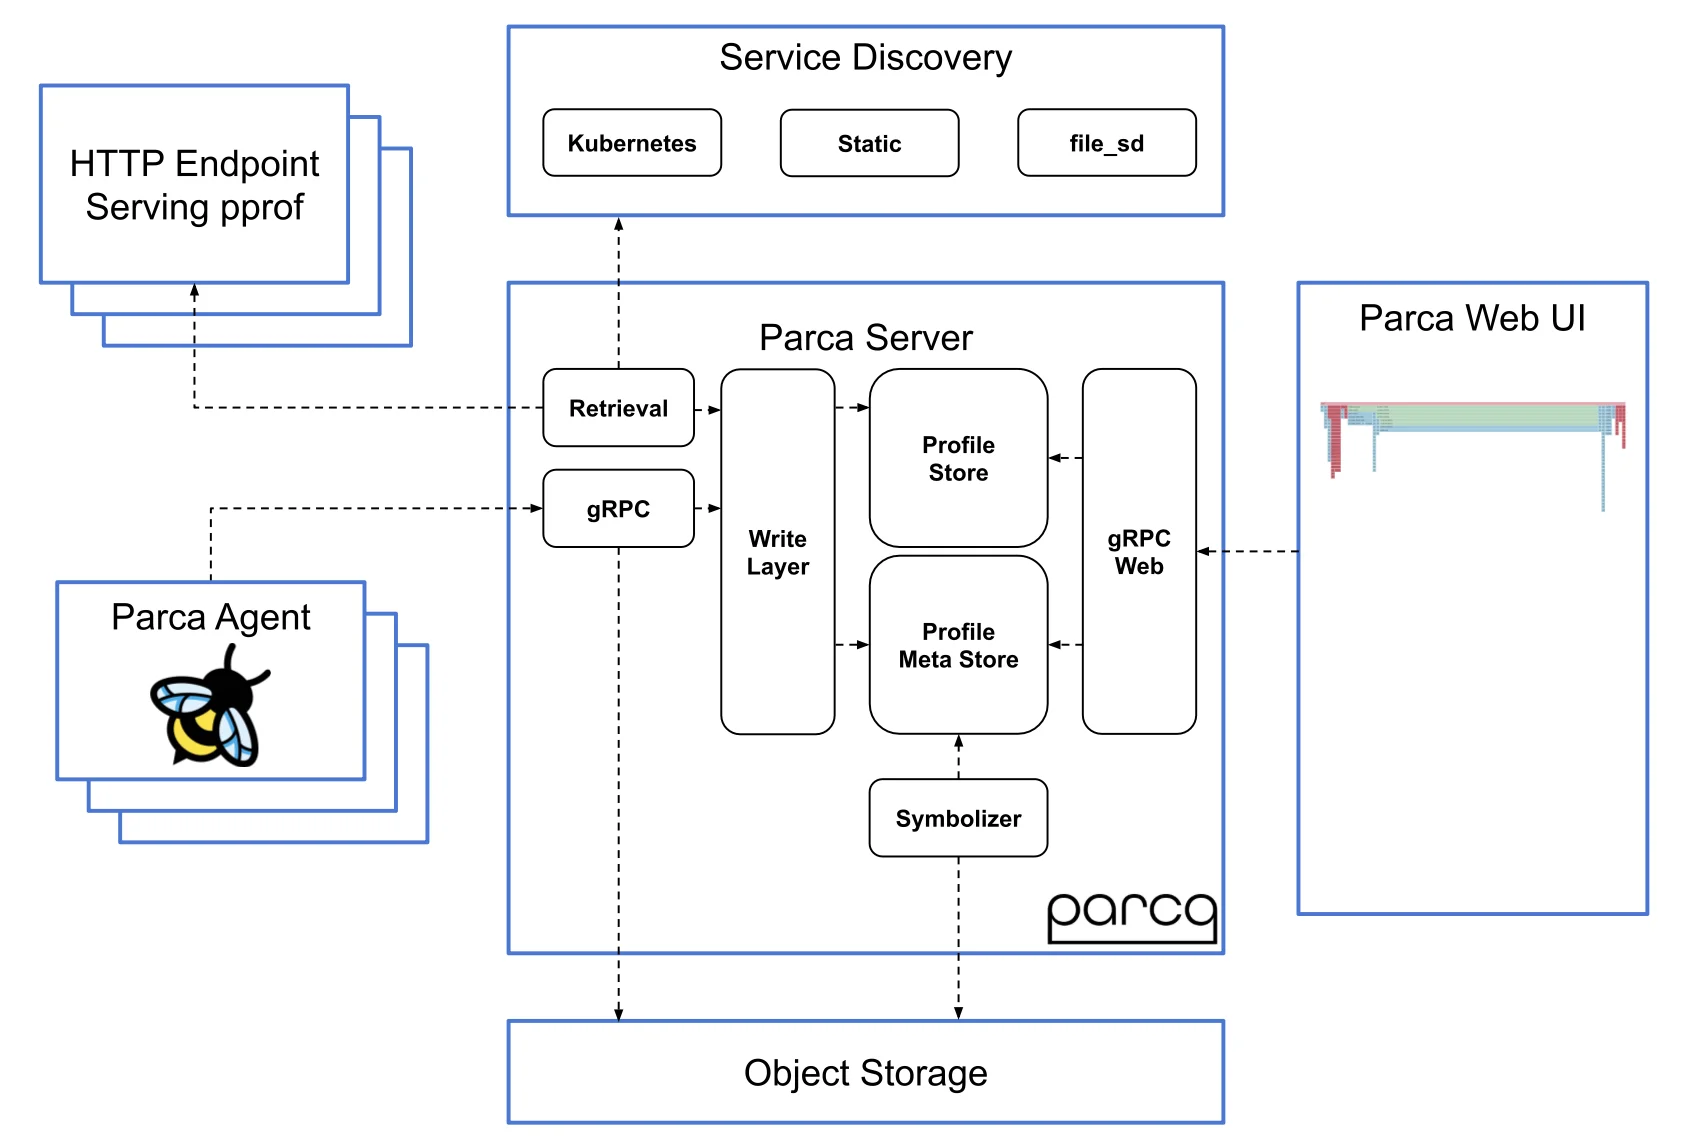 Service Discovery
Kubernetes
Static
file_sd
HTTP Endpoint
Serving pprof
Parca Server
Retrieval
gRPC
Write
Layer
Profile
Store
Profile
Meta Store
gRPC
Web
Symbolizer
parca
Parca Web UI
Parca Agent
Object Storage